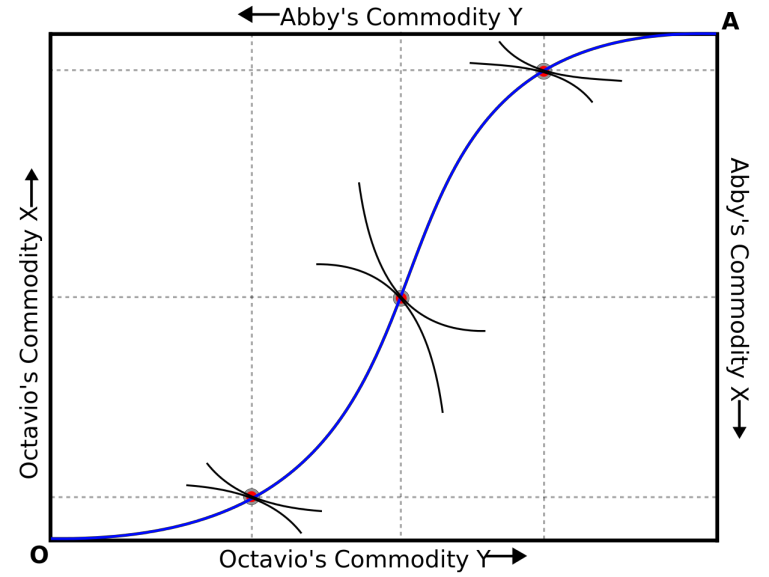 Abby's Commodity Y
A
Octavio's Commodity X
Abby's Commodity X
O
Octavio's Commodity Y